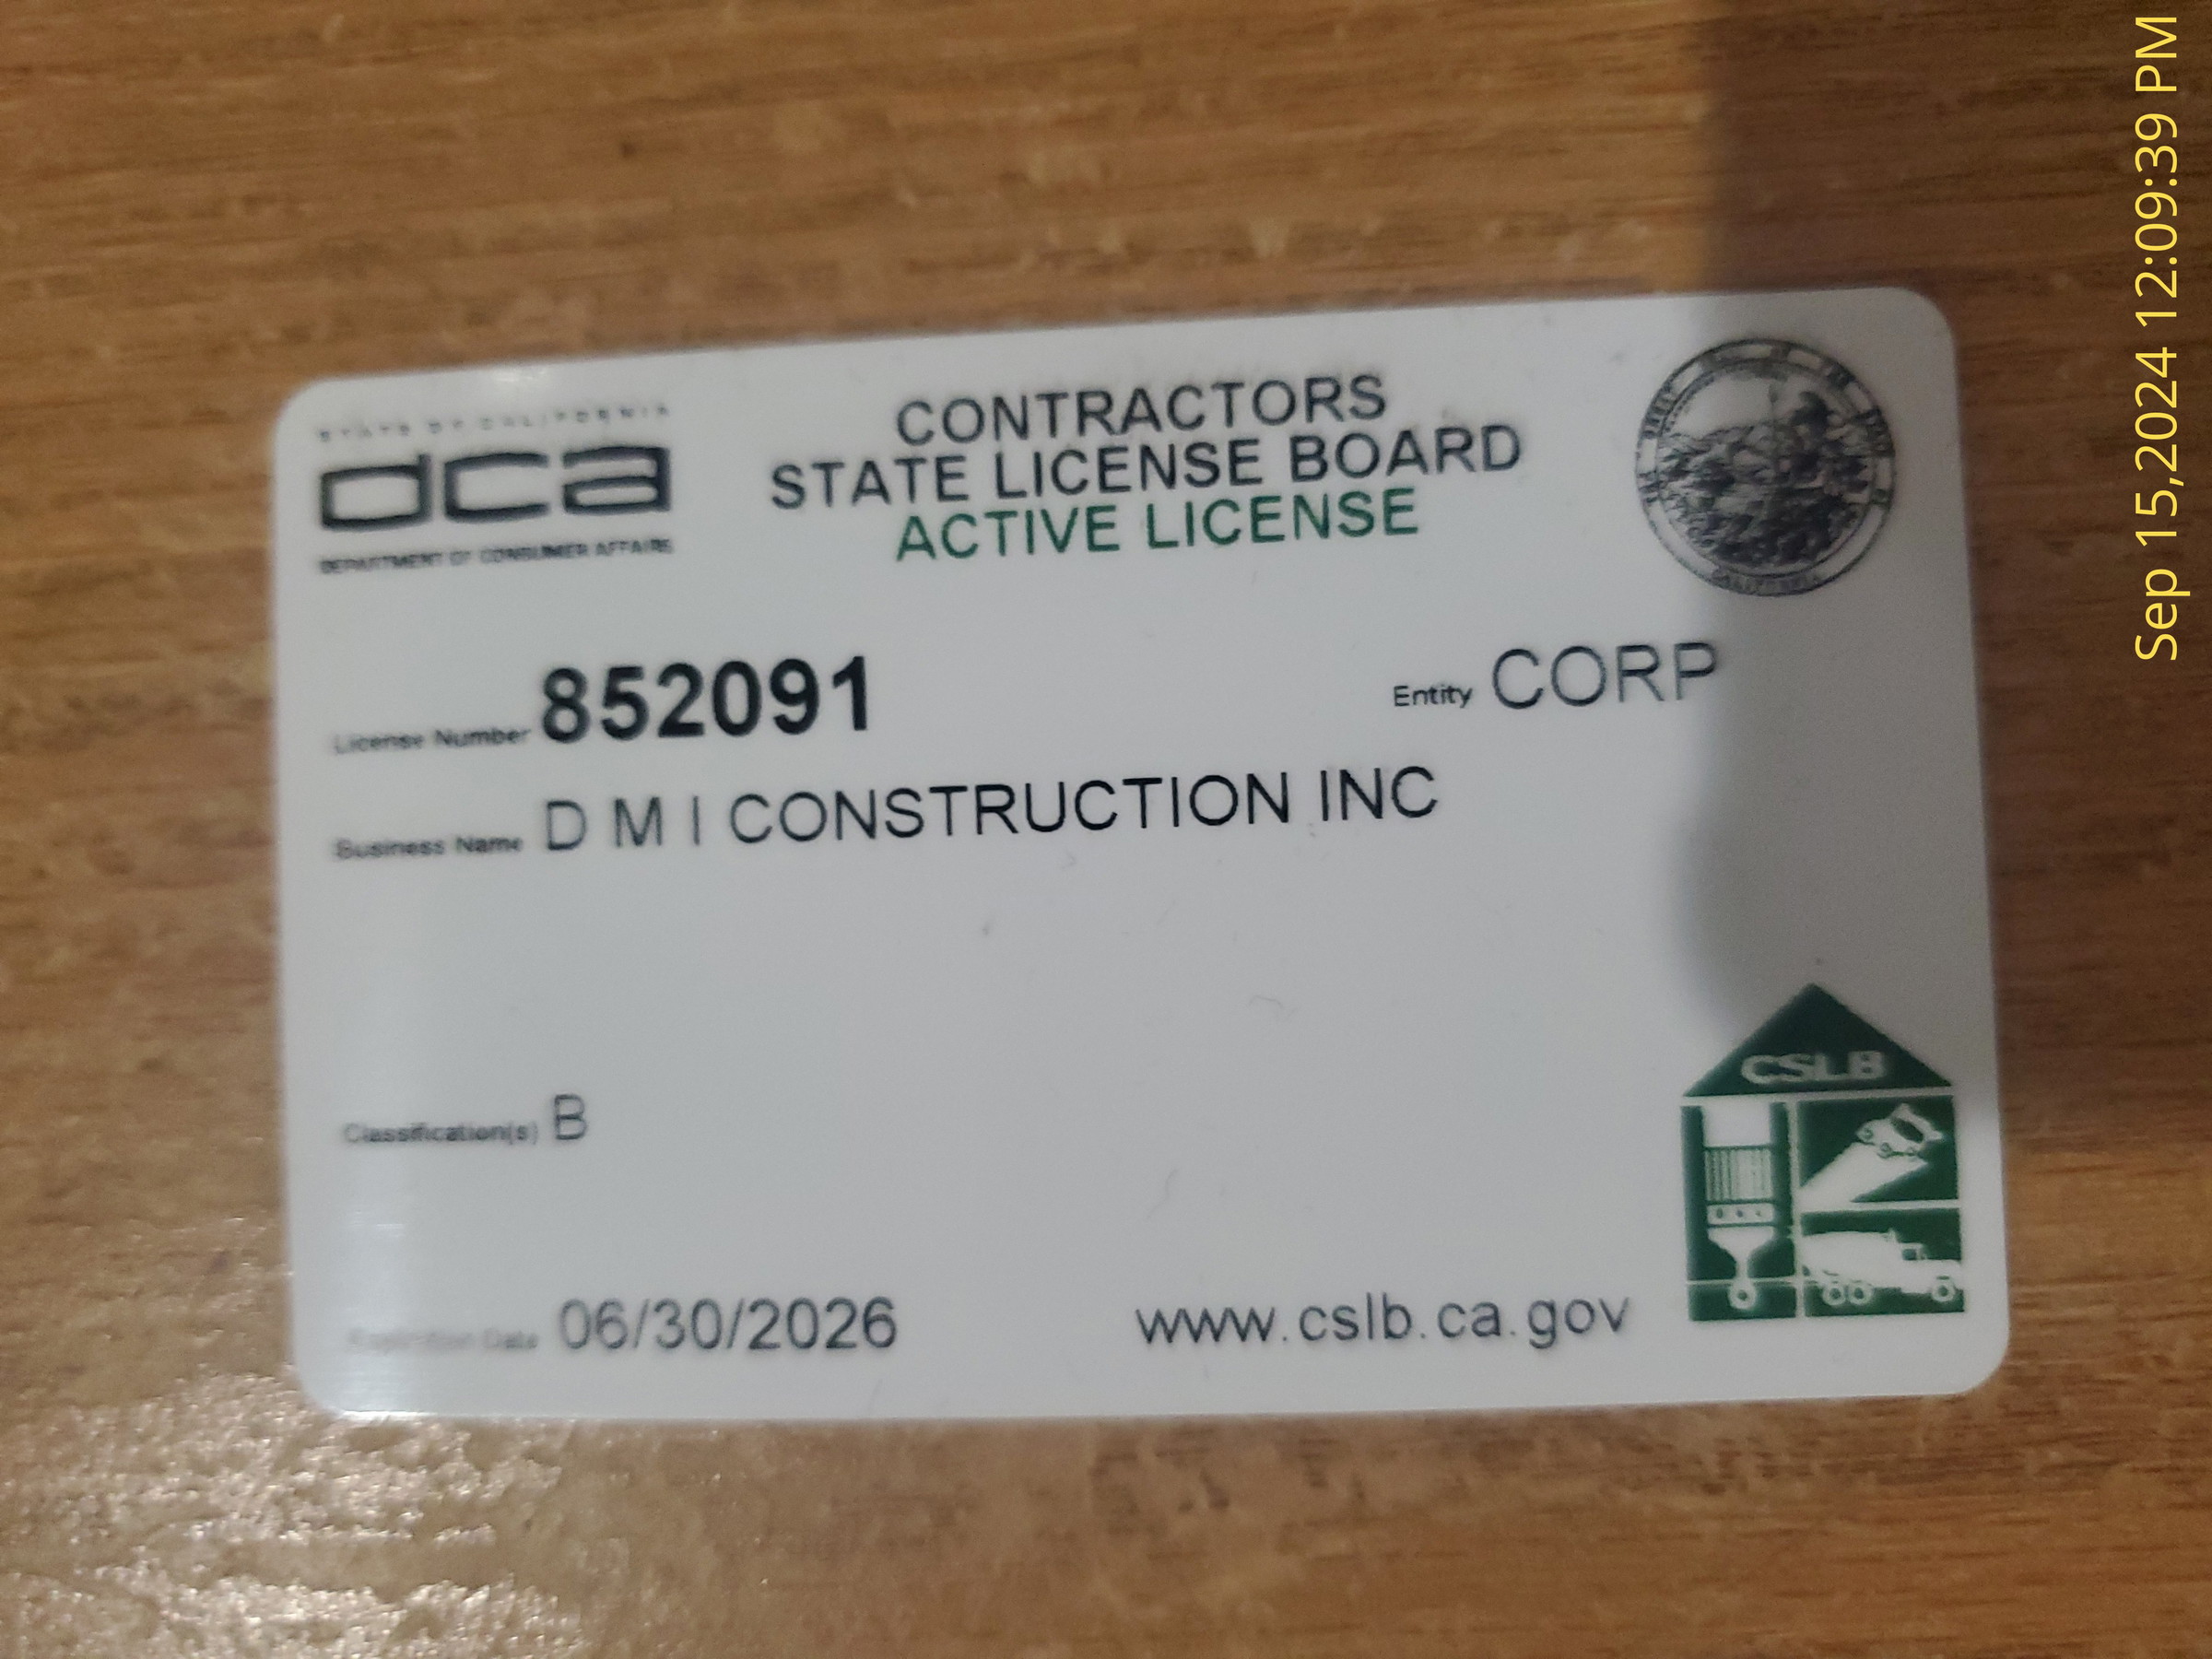 STATE OF CALIFORNIA
dca
DEPARTMENT OF CONSUMER AFFAIRS
CONTRACTORS
STATE LICENSE BOARD
ACTIVE LICENSE
License Number 852091
Entity CORP
Business Name D M I CONSTRUCTION INC
Classification(s) B
Expiration Date 06/30/2026
www.cslb.ca.gov
CSLB
Sep 15,2024 12:09:39 PM